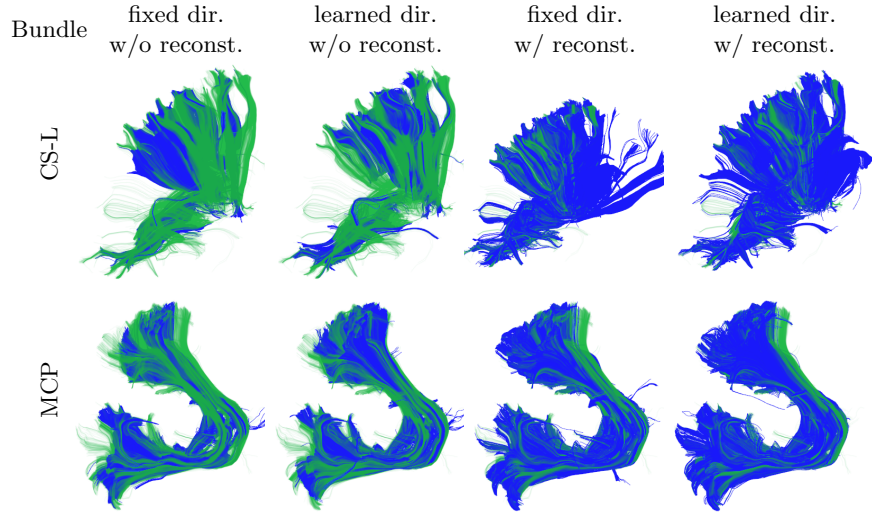 Bundle
fixed dir.
w/o reconst.
learned dir.
w/o reconst.
fixed dir.
w/ reconst.
learned dir.
w/ reconst.
CS-L
MCP